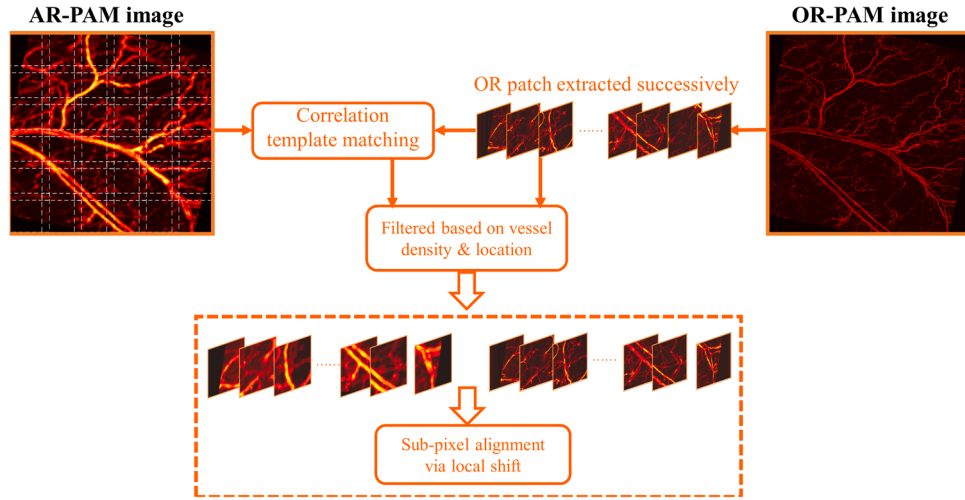 AR-PAM image
OR-PAM image
OR patch extracted successively
Correlation
template matching
Filtered based on vessel
density & location
Sub-pixel alignment
via local shift